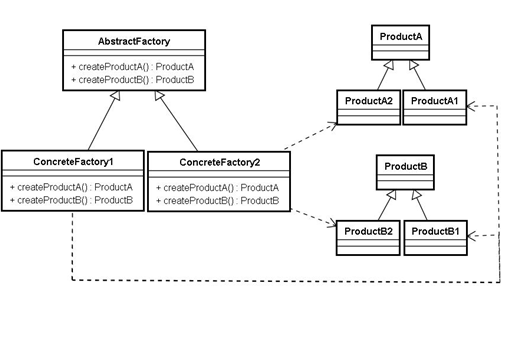 AbstractFactory
+ createProductA() : ProductA
+ createProductB() : ProductB
ConcreteFactory1
+ createProductA() : ProductA
+ createProductB() : ProductB
ConcreteFactory2
+ createProductA() : ProductA
+ createProductB() : ProductB
ProductA
ProductA2
ProductA1
ProductB
ProductB2
ProductB1